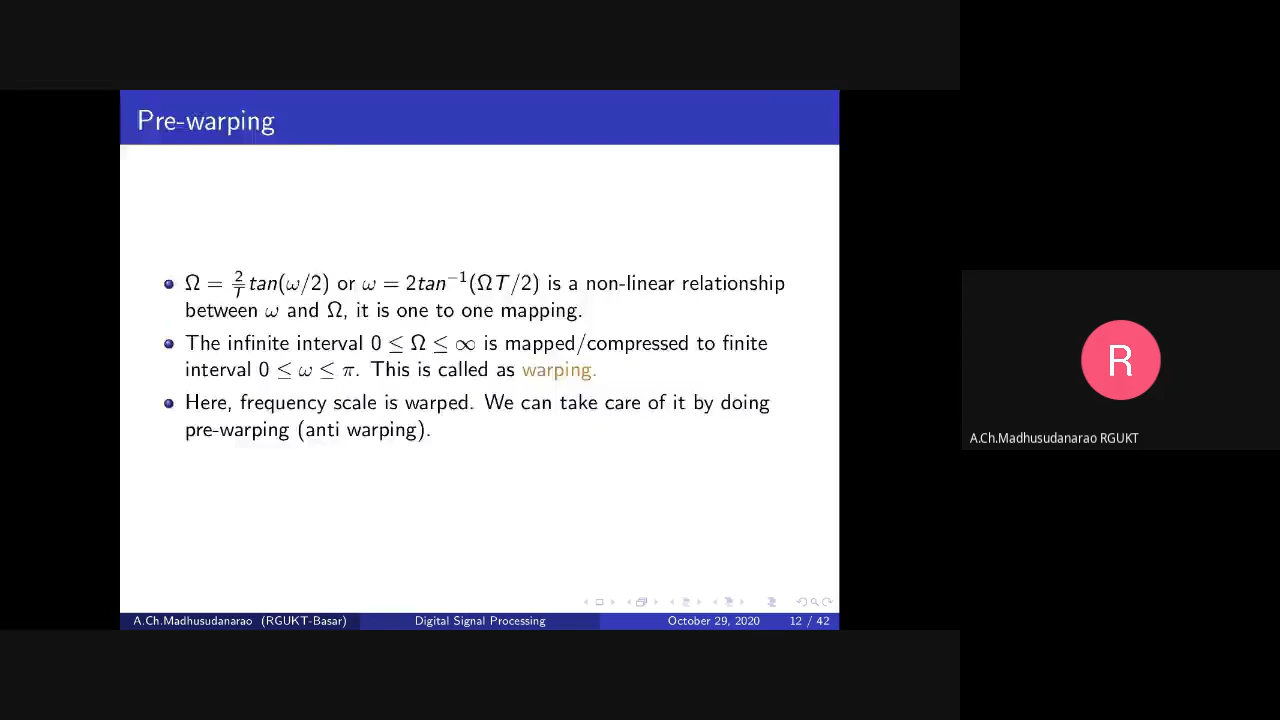 Pre-warping
Ω = 2/T tan(ω/2) or ω = 2tan⁻¹(ΩT/2) is a non-linear relationship
between ω and Ω, it is one to one mapping.
The infinite interval 0 ≤ Ω ≤ ∞ is mapped/compressed to finite
interval 0 ≤ ω ≤ π. This is called as warping.
Here, frequency scale is warped. We can take care of it by doing
pre-warping (anti warping).
A.Ch.Madhusudanarao (RGUKT-Basar) Digital Signal Processing October 29, 2020 12 / 42
R
A.Ch.Madhusudanarao RGUKT